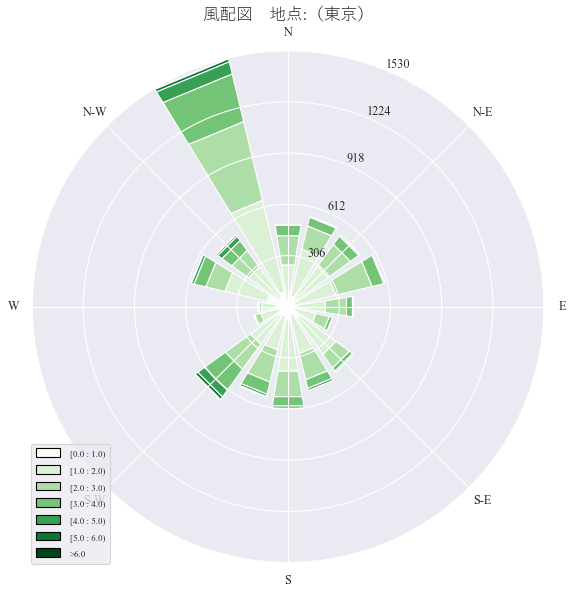 風配図　地点:（東京）
N
1530
N-W
N-E
1224
918
612
306
W
E
S-W
S-E
[0.0 : 1.0)
[1.0 : 2.0)
[2.0 : 3.0)
[3.0 : 4.0)
[4.0 : 5.0)
[5.0 : 6.0)
>6.0
S